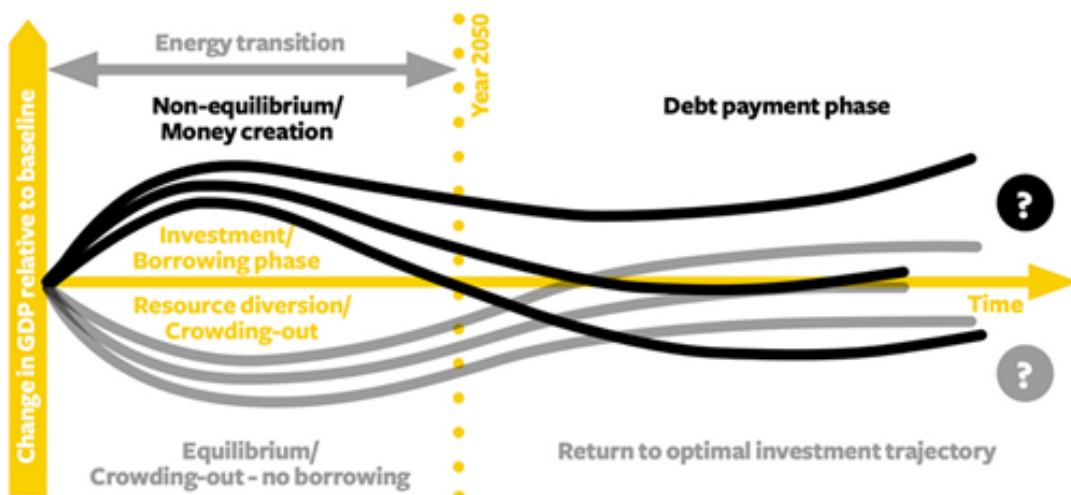 Change in GDP relative to baseline
Energy transition
Year 2050
Non-equilibrium/
Money creation
Debt payment phase
?
Investment/
Borrowing phase
Resource diversion/
Crowding-out
Time
?
Equilibrium/
Crowding-out - no borrowing
Return to optimal investment trajectory